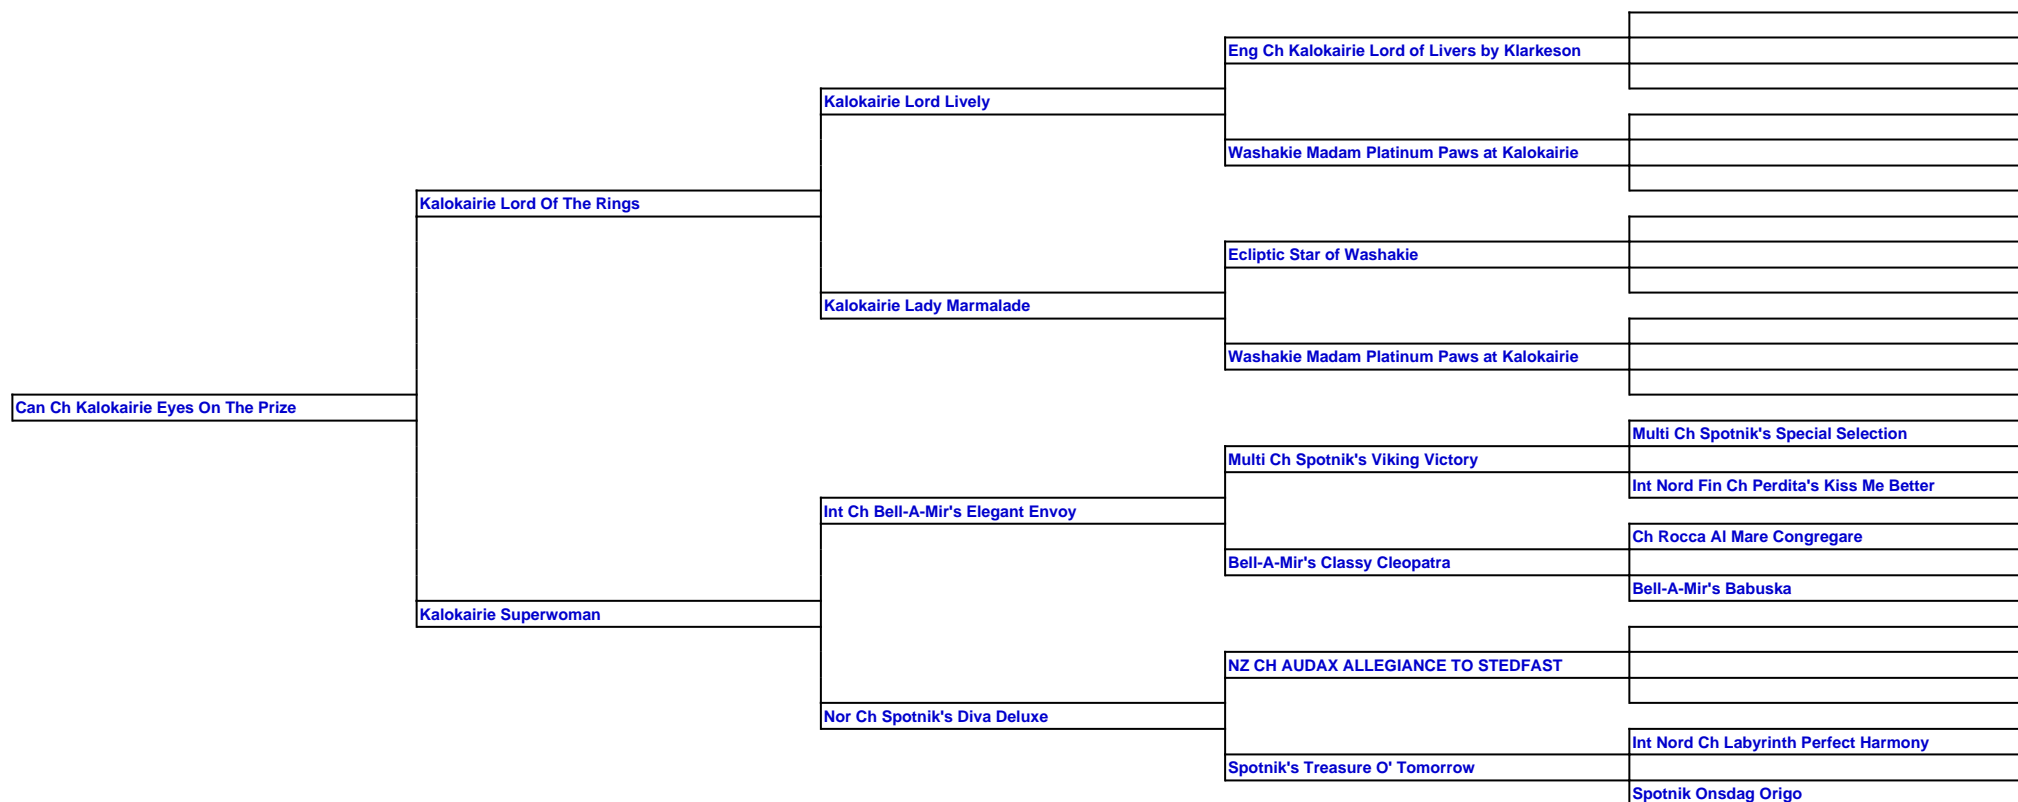 Eng Ch Kalokairie Lord of Livers by Klarkeson
Kalokairie Lord Lively
Washakie Madam Platinum Paws at Kalokairie
Kalokairie Lord Of The Rings
Ecliptic Star of Washakie
Kalokairie Lady Marmalade
Washakie Madam Platinum Paws at Kalokairie
Can Ch Kalokairie Eyes On The Prize
Multi Ch Spotnik's Special Selection
Multi Ch Spotnik's Viking Victory
Int Nord Fin Ch Perdita's Kiss Me Better
Int Ch Bell-A-Mir's Elegant Envoy
Ch Rocca Al Mare Congregare
Bell-A-Mir's Classy Cleopatra
Bell-A-Mir's Babuska
Kalokairie Superwoman
NZ CH AUDAX ALLEGIANCE TO STEDFAST
Nor Ch Spotnik's Diva Deluxe
Int Nord Ch Labyrinth Perfect Harmony
Spotnik's Treasure O' Tomorrow
Spotnik Onsdag Origo